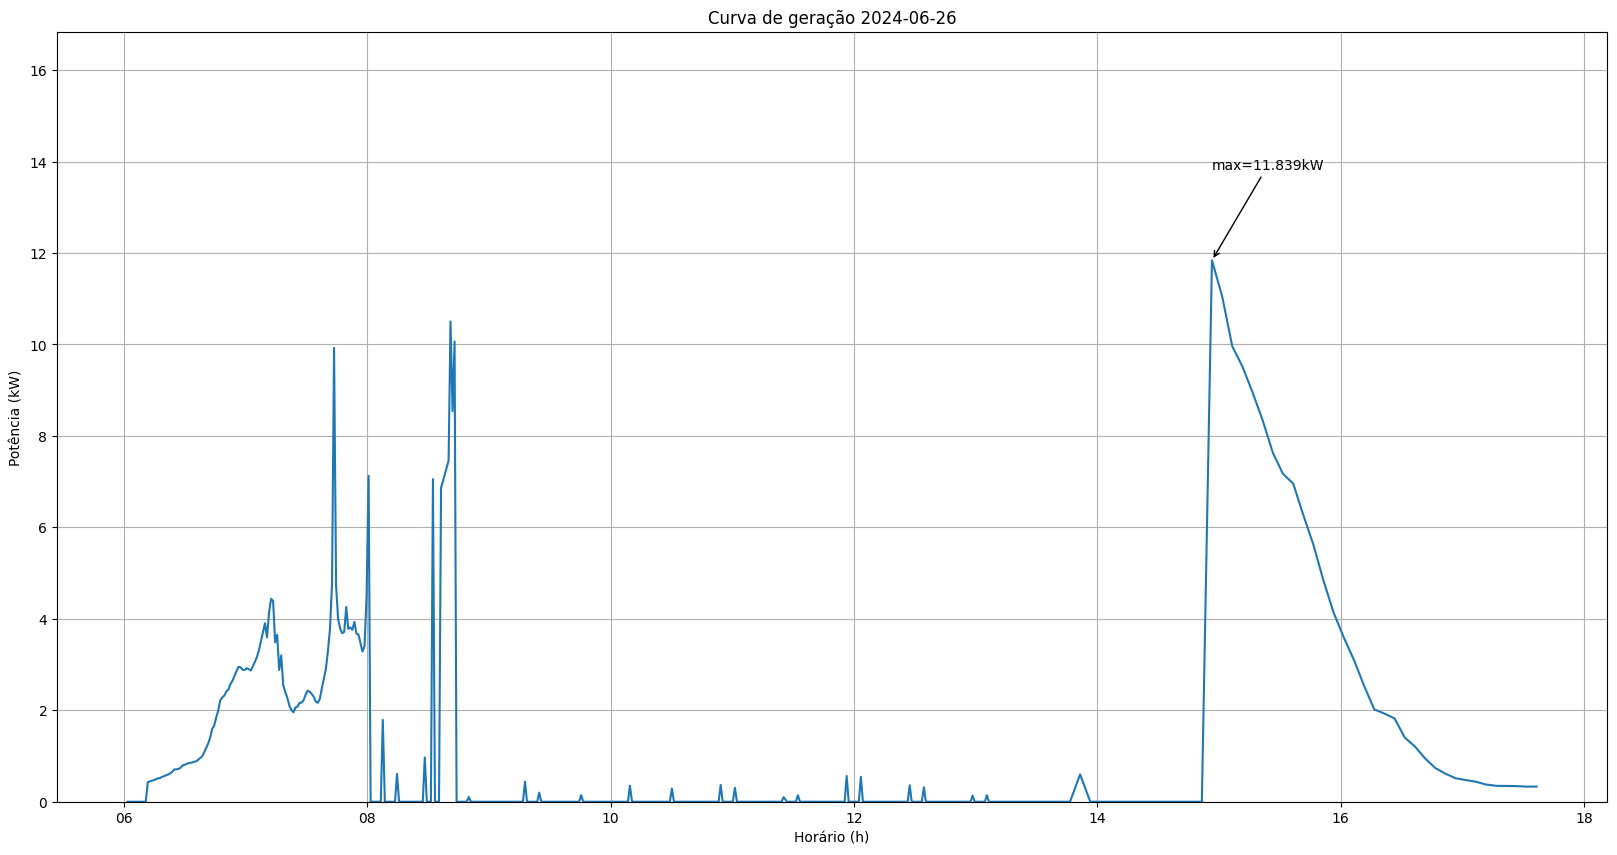 Curva de geração 2024-06-26
Potência (kW)
16
14
12
10
8
6
4
2
0
max=11.839kW
06 08 10 12 14 16 18
Horário (h)